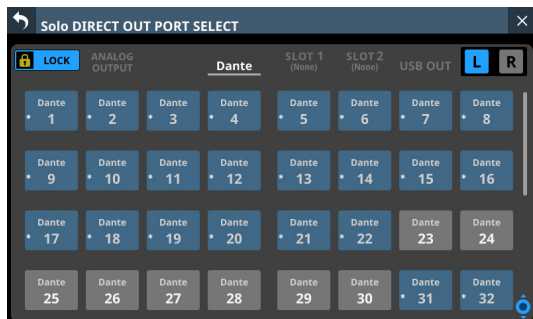 Solo DIRECT OUT PORT SELECT
LOCK
ANALOG
OUTPUT
Dante
SLOT 1
(None)
SLOT 2
(None)
USB OUT
L
R
Dante Dante Dante Dante Dante Dante Dante Dante
* 1 * 2 * 3 * 4 * 5 * 6 * 7 * 8
Dante Dante Dante Dante Dante Dante Dante Dante
* 9 * 10 * 11 * 12 * 13 * 14 * 15 * 16
Dante Dante Dante Dante Dante Dante Dante Dante
* 17 * 18 * 19 * 20 * 21 * 22 23 24
Dante Dante Dante Dante Dante Dante Dante Dante
25 26 27 28 29 30 * 31 * 32